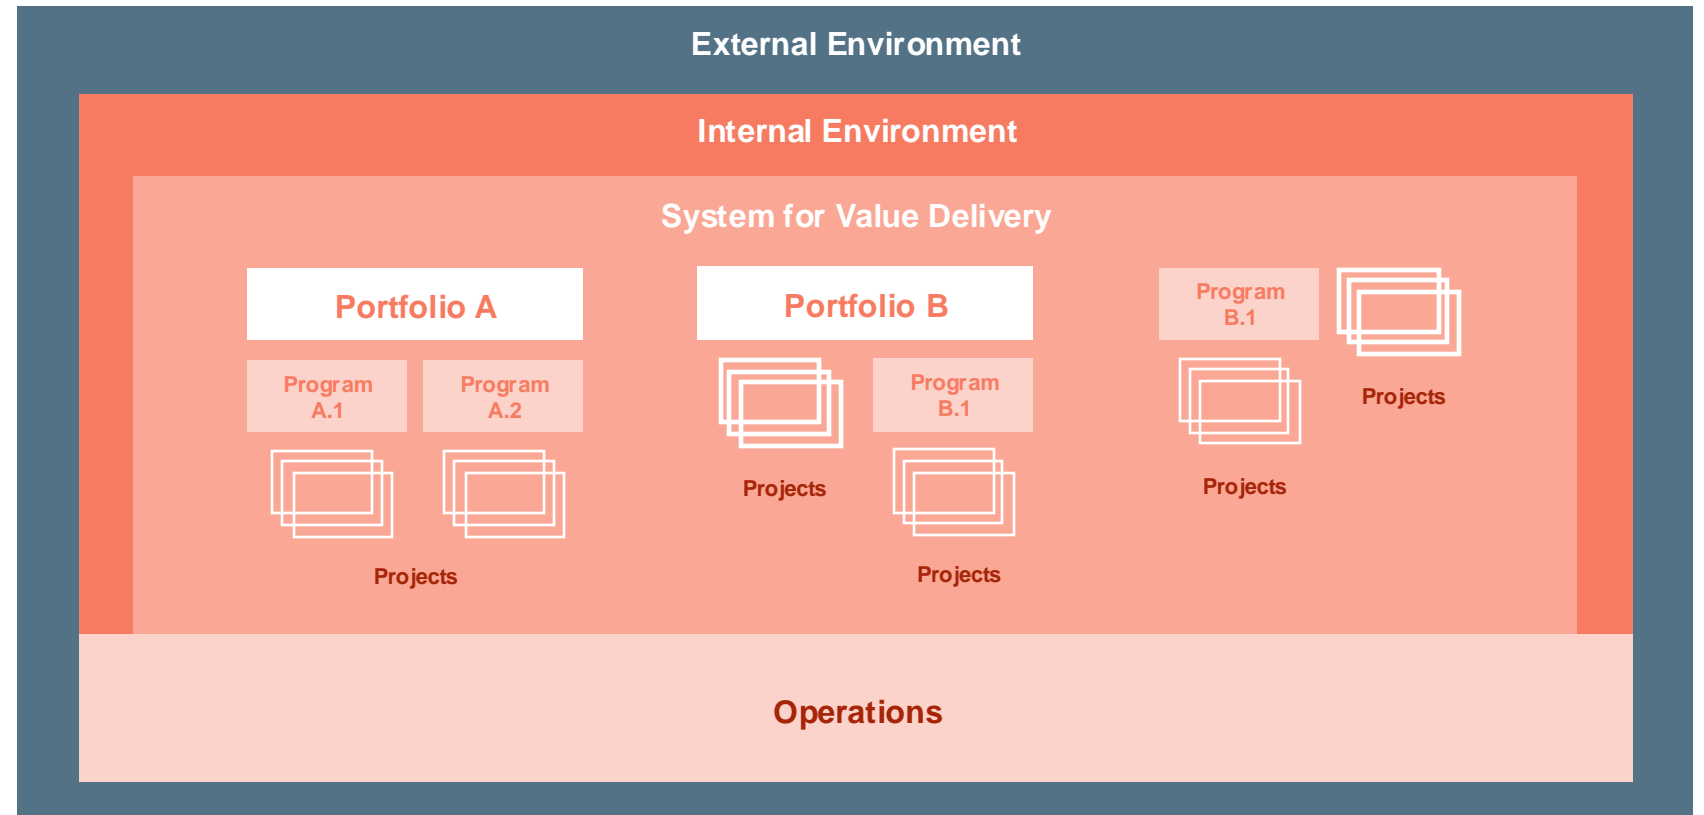 External Environment
Internal Environment
System for Value Delivery
Portfolio A
Program
A.1
Program
A.2
Projects
Portfolio B
Projects
Program
B.1
Projects
Program
B.1
Projects
Projects
Operations